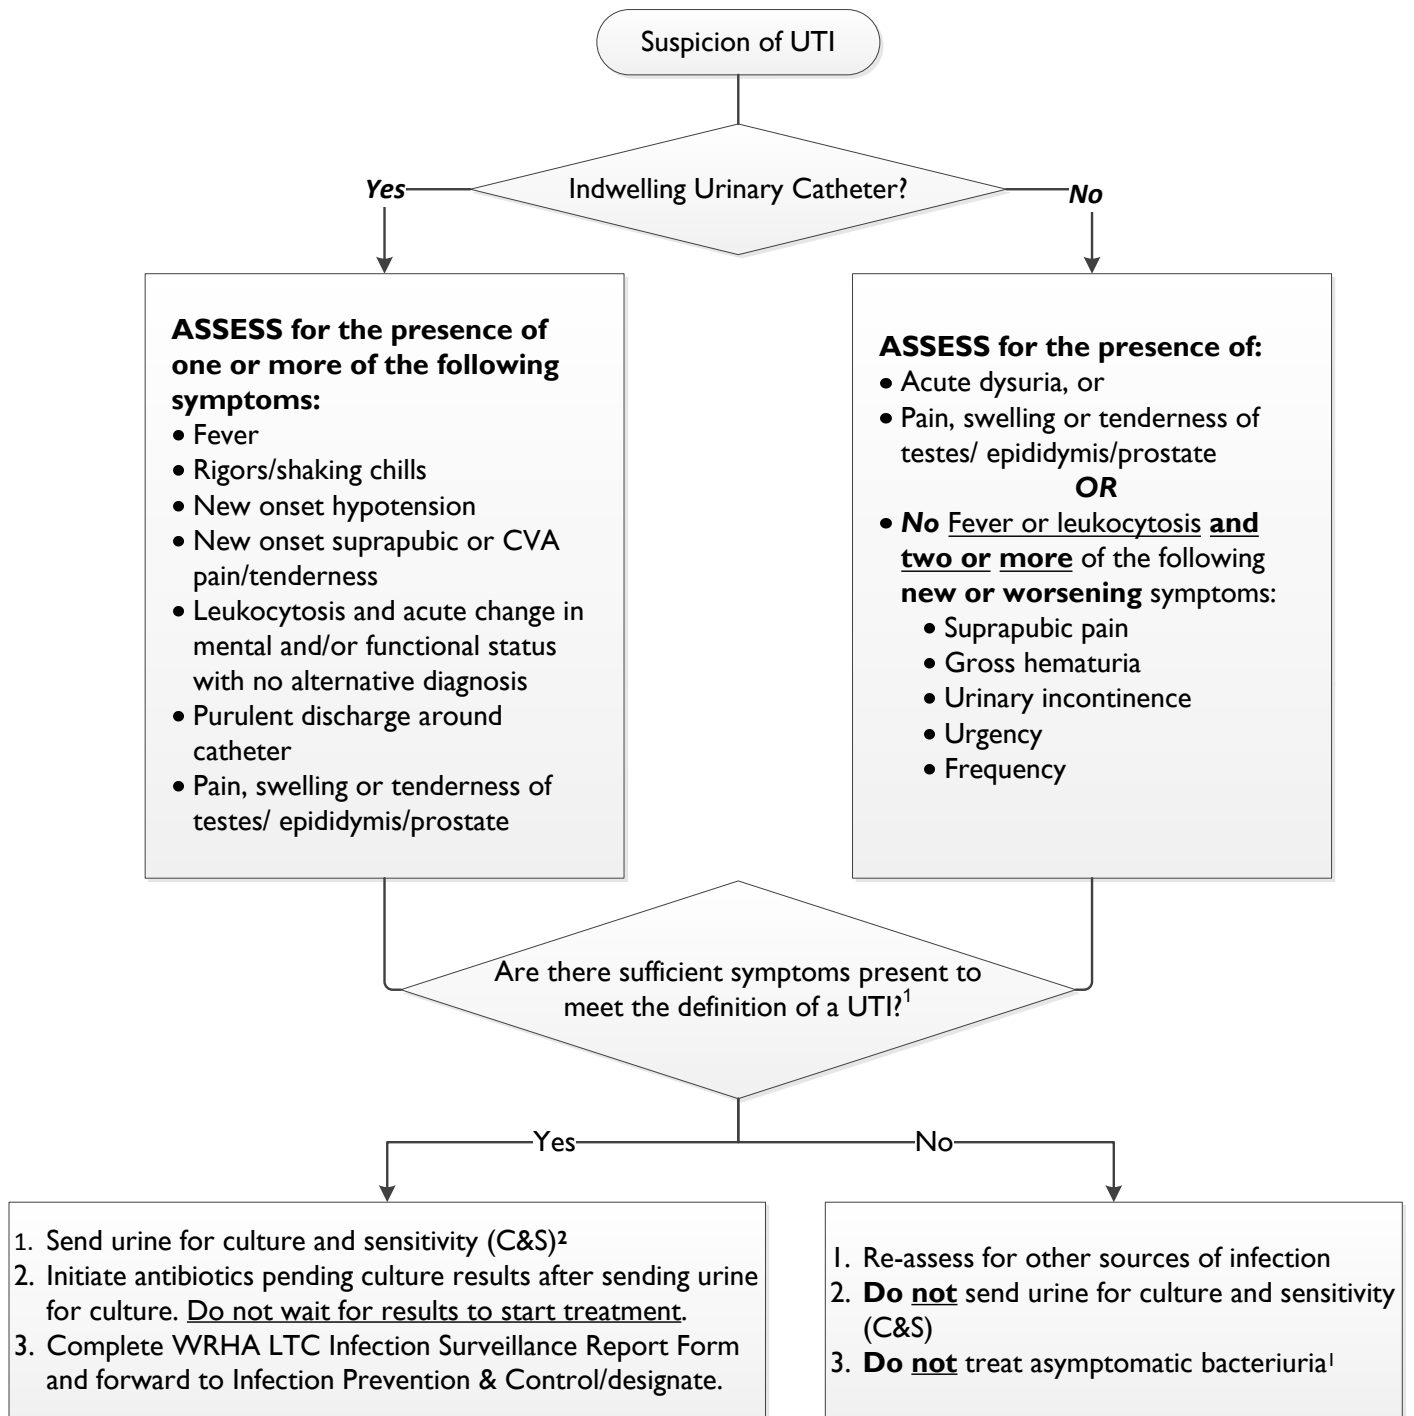 Suspicion of UTI
Indwelling Urinary Catheter?
Yes
No
ASSESS for the presence of
one or more of the following
symptoms:
• Fever
• Rigors/shaking chills
• New onset hypotension
• New onset suprapubic or CVA
pain/tenderness
• Leukocytosis and acute change in
mental and/or functional status
with no alternative diagnosis
• Purulent discharge around
catheter
• Pain, swelling or tenderness of
testes/ epididymis/prostate
ASSESS for the presence of:
• Acute dysuria, or
• Pain, swelling or tenderness of
testes/ epididymis/prostate
OR
• No Fever or leukocytosis and
two or more of the following
new or worsening symptoms:
• Suprapubic pain
• Gross hematuria
• Urinary incontinence
• Urgency
• Frequency
Are there sufficient symptoms present to
meet the definition of a UTI?¹
Yes
No
1. Send urine for culture and sensitivity (C&S)²
2. Initiate antibiotics pending culture results after sending urine
for culture. Do not wait for results to start treatment.
3. Complete WRHA LTC Infection Surveillance Report Form
and forward to Infection Prevention & Control/designate.
1. Re-assess for other sources of infection
2. Do not send urine for culture and sensitivity
(C&S)
3. Do not treat asymptomatic bacteriuria¹